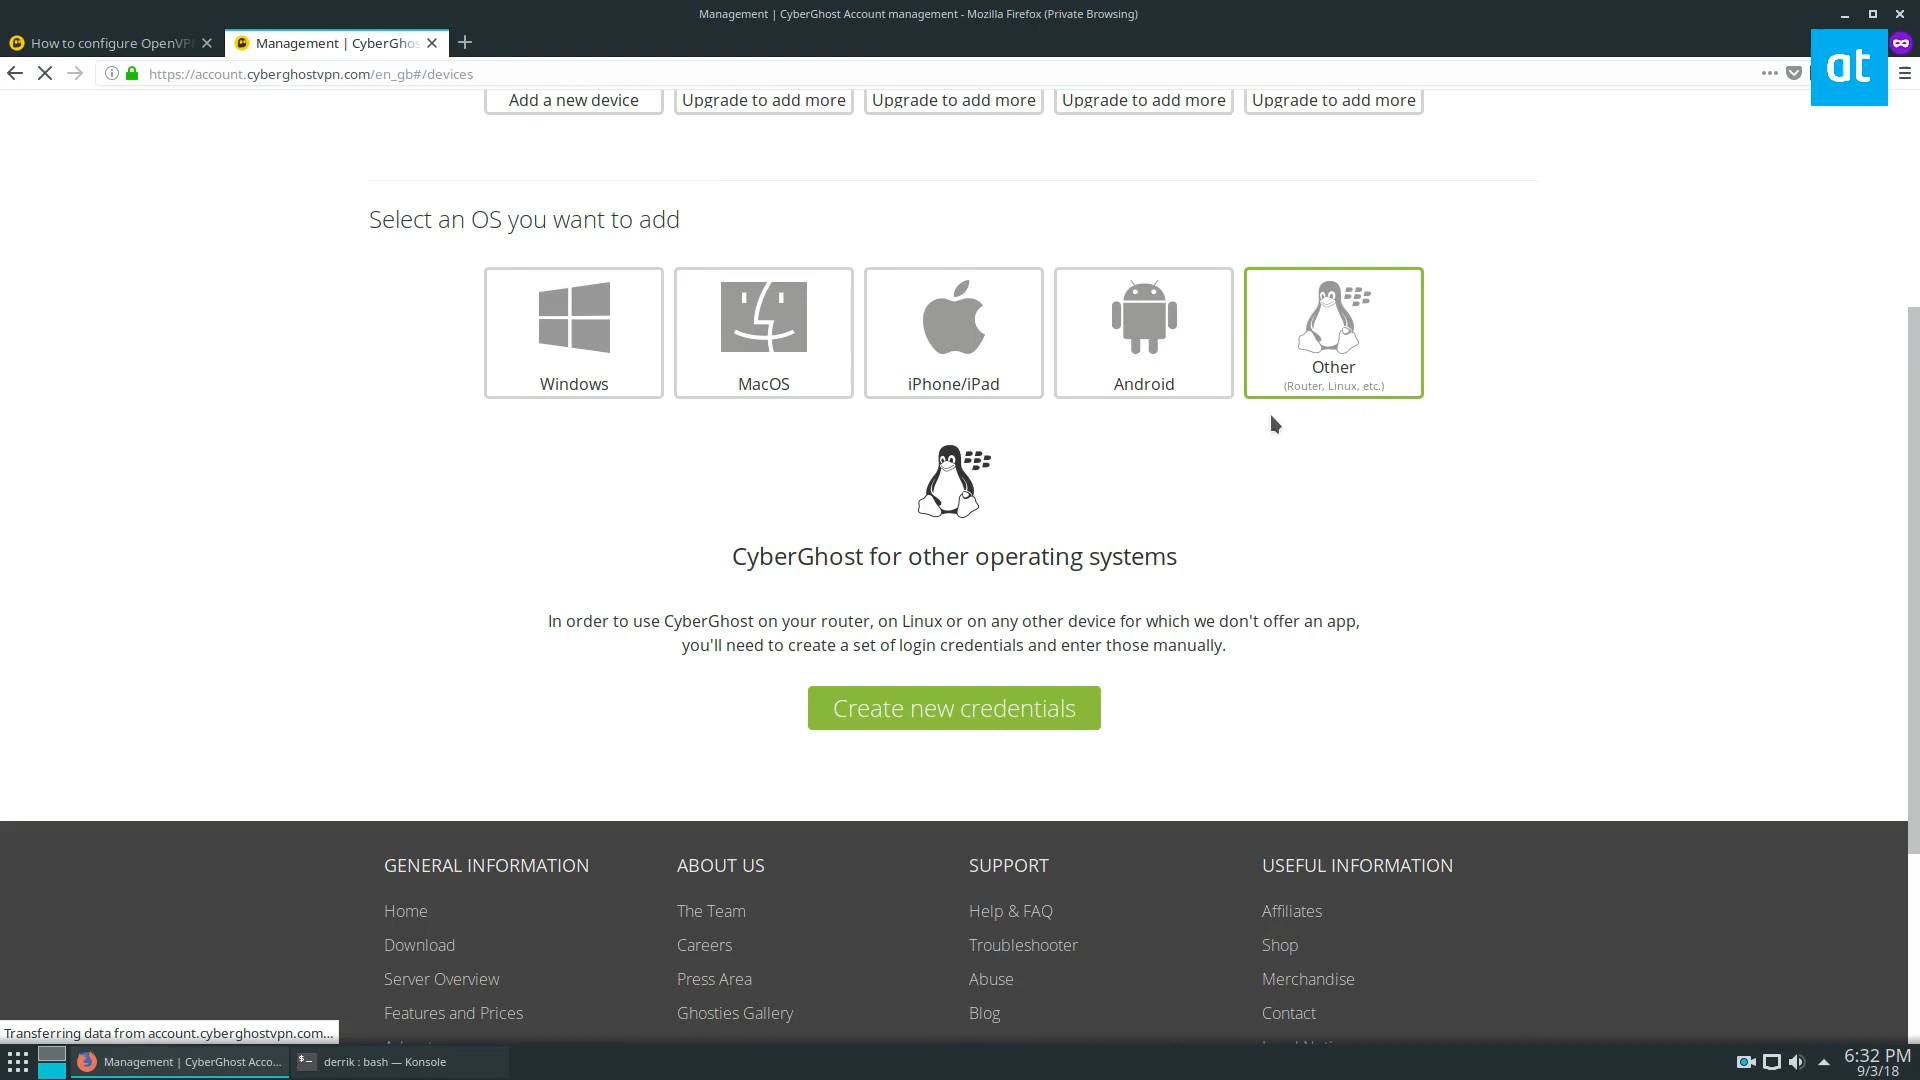 Management | CyberGhost Account management - Mozilla Firefox (Private Browsing)
How to configure OpenVPN
Management | CyberGhos
https://account.cyberghostvpn.com/en_gb#/devices
at
Add a new device
Upgrade to add more
Upgrade to add more
Upgrade to add more
Upgrade to add more
Select an OS you want to add
Windows
MacOS
iPhone/iPad
Android
Other
(Router, Linux, etc.)
CyberGhost for other operating systems
In order to use CyberGhost on your router, on Linux or on any other device for which we don't offer an app,
you'll need to create a set of login credentials and enter those manually.
Create new credentials
GENERAL INFORMATION
Home
Download
Server Overview
Features and Prices
ABOUT US
The Team
Careers
Press Area
Ghosties Gallery
SUPPORT
Help & FAQ
Troubleshooter
Abuse
Blog
USEFUL INFORMATION
Affiliates
Shop
Merchandise
Contact
Transferring data from account.cyberghostvpn.com...
Management | CyberGhost Acco...
derrik : bash — Konsole
6:32 PM
9/3/18